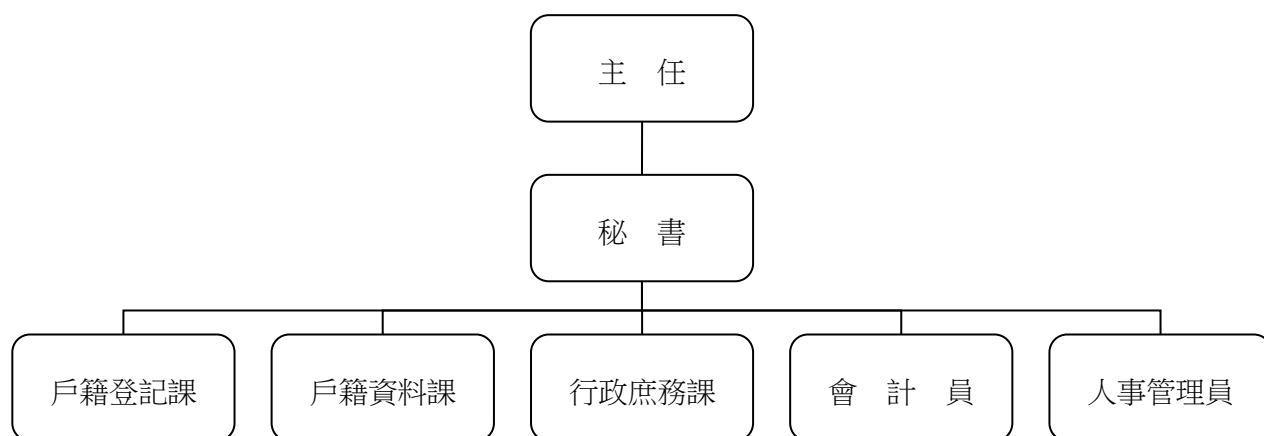 主　任
秘　書
戶籍登記課
戶籍資料課
行政庶務課
會　計　員
人事管理員